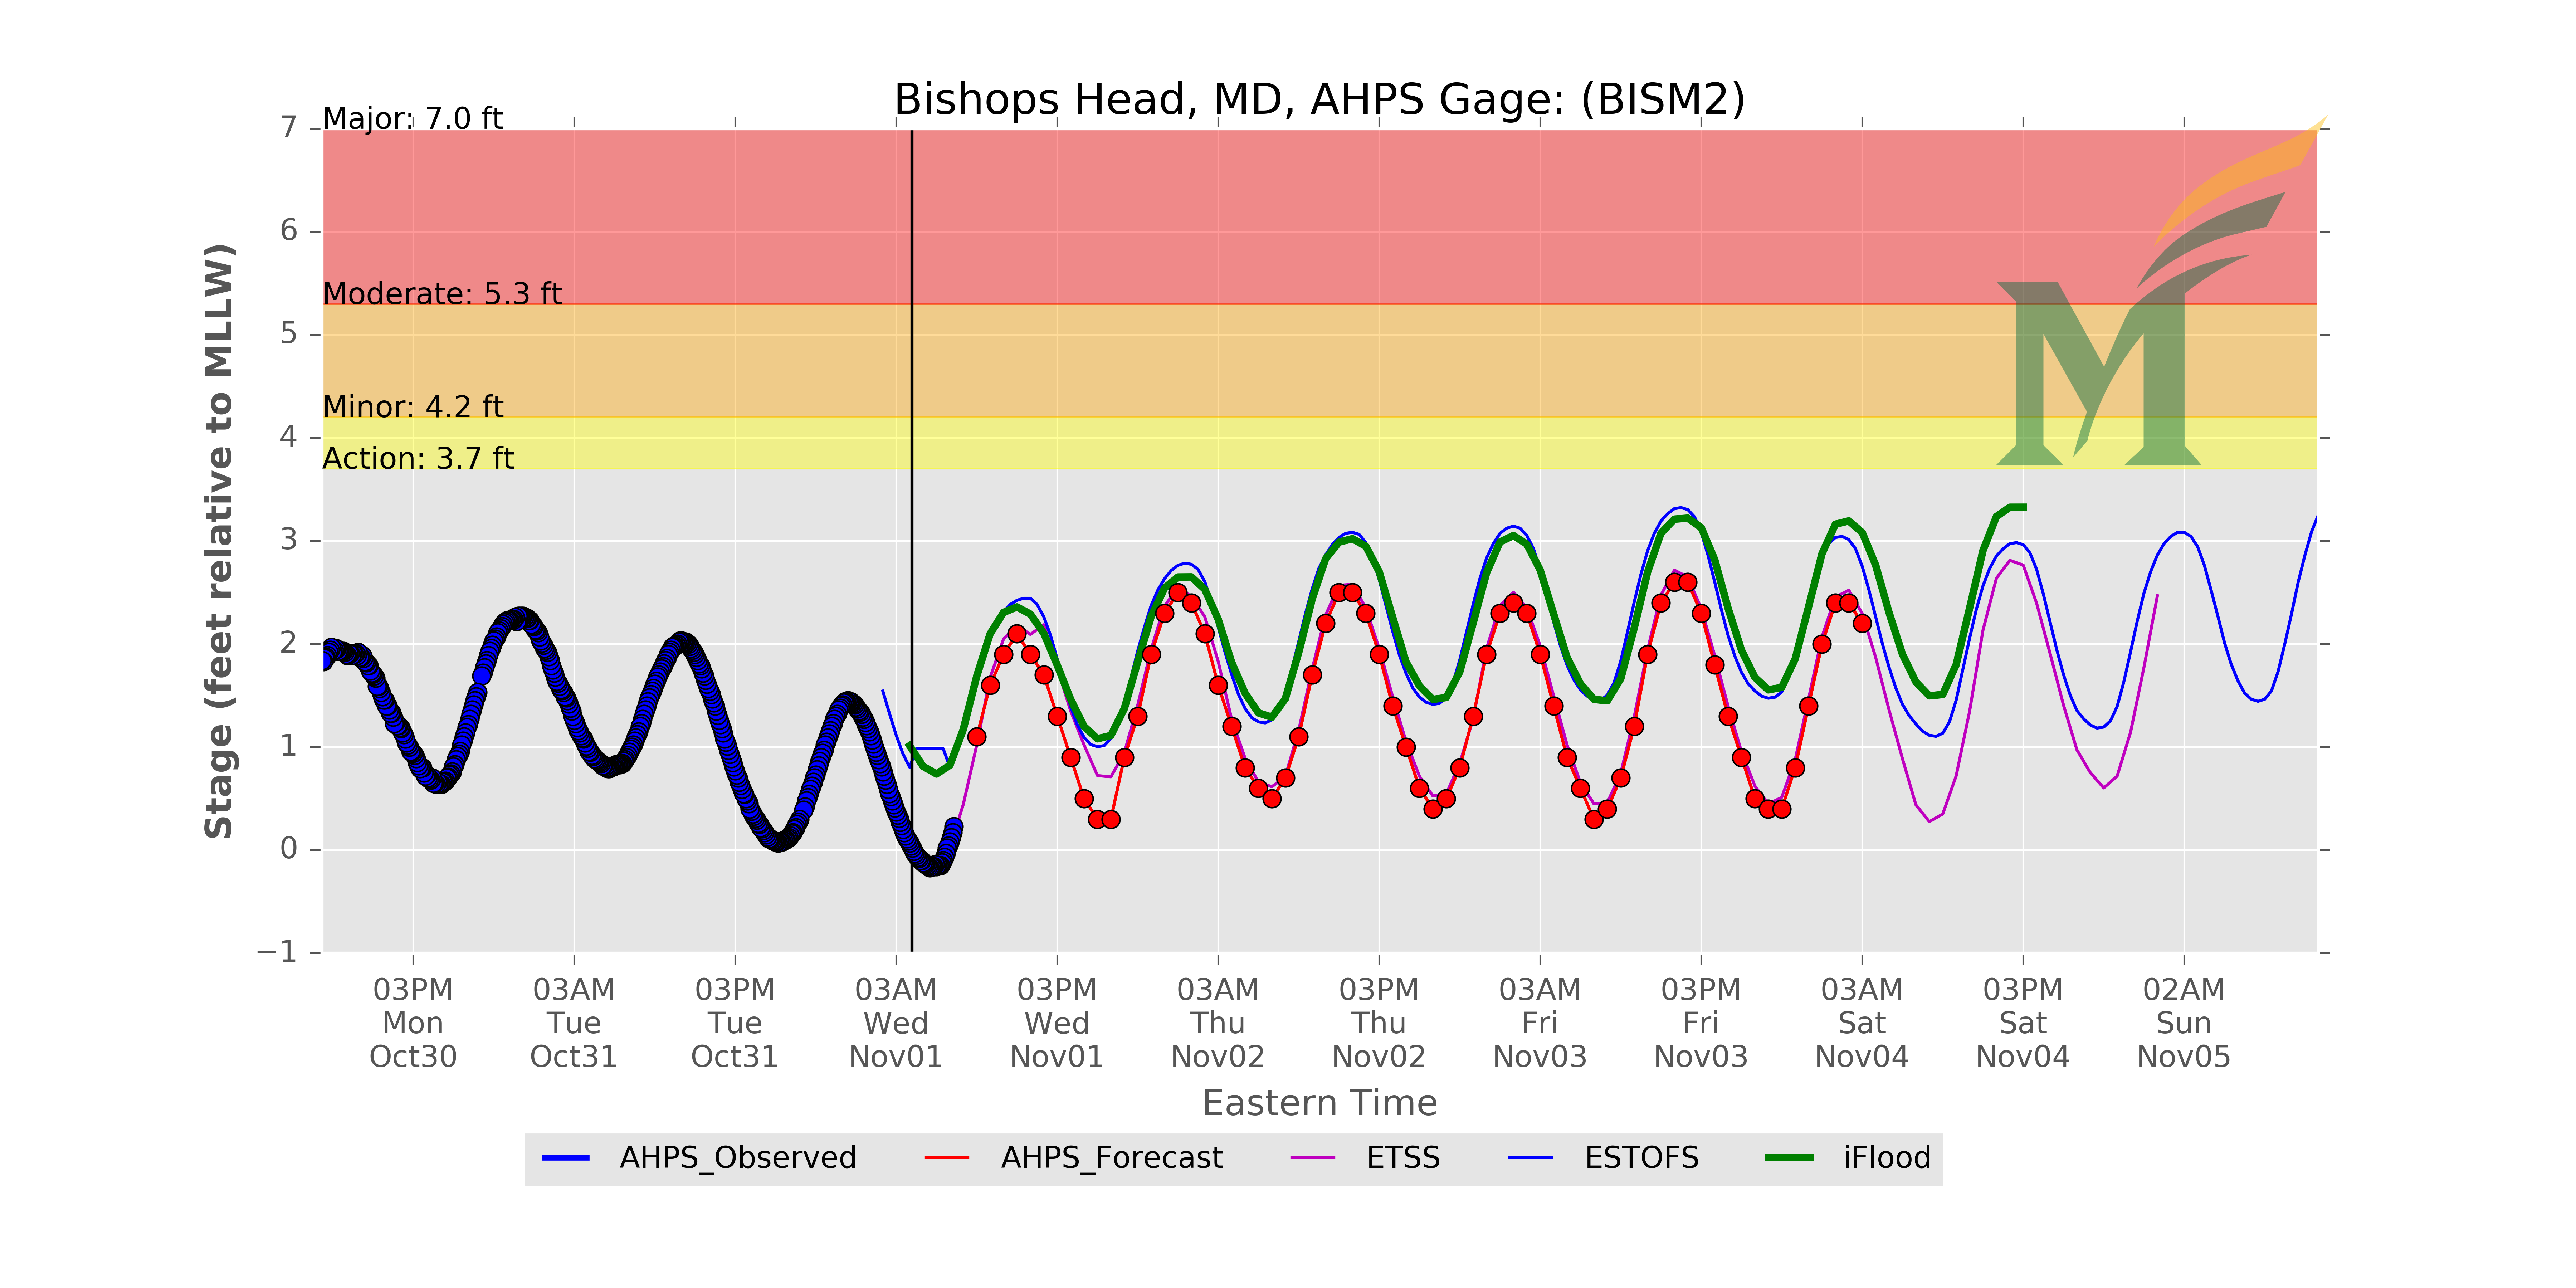 Bishops Head, MD, AHPS Gage: (BISM2)
Major: 7.0 ft
Moderate: 5.3 ft
Minor: 4.2 ft
Action: 3.7 ft
Stage (feet relative to MLLW)
7
6
5
4
3
2
1
0
−1
03PM Mon Oct30
03AM Tue Oct31
03PM Tue Oct31
03AM Wed Nov01
03PM Wed Nov01
03AM Thu Nov02
03PM Thu Nov02
03AM Fri Nov03
03PM Fri Nov03
03AM Sat Nov04
03PM Sat Nov04
02AM Sun Nov05
Eastern Time
AHPS_Observed AHPS_Forecast ETSS ESTOFS iFlood
M